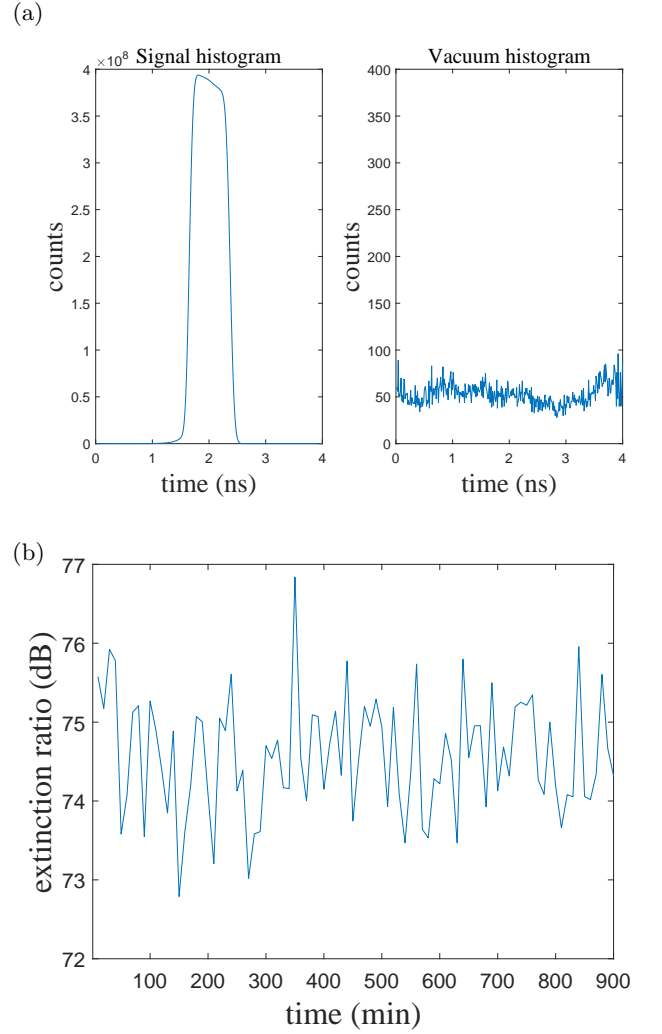 (a)
×10⁸ Signal histogram
Vacuum histogram
4
3.5
3
2.5
2
1.5
1
0.5
0
counts
0 1 2 3 4
time (ns)
400
350
300
250
200
150
100
50
0
counts
0 1 2 3 4
time (ns)
(b)
77
76
75
74
73
72
extinction ratio (dB)
100 200 300 400 500 600 700 800 900
time (min)